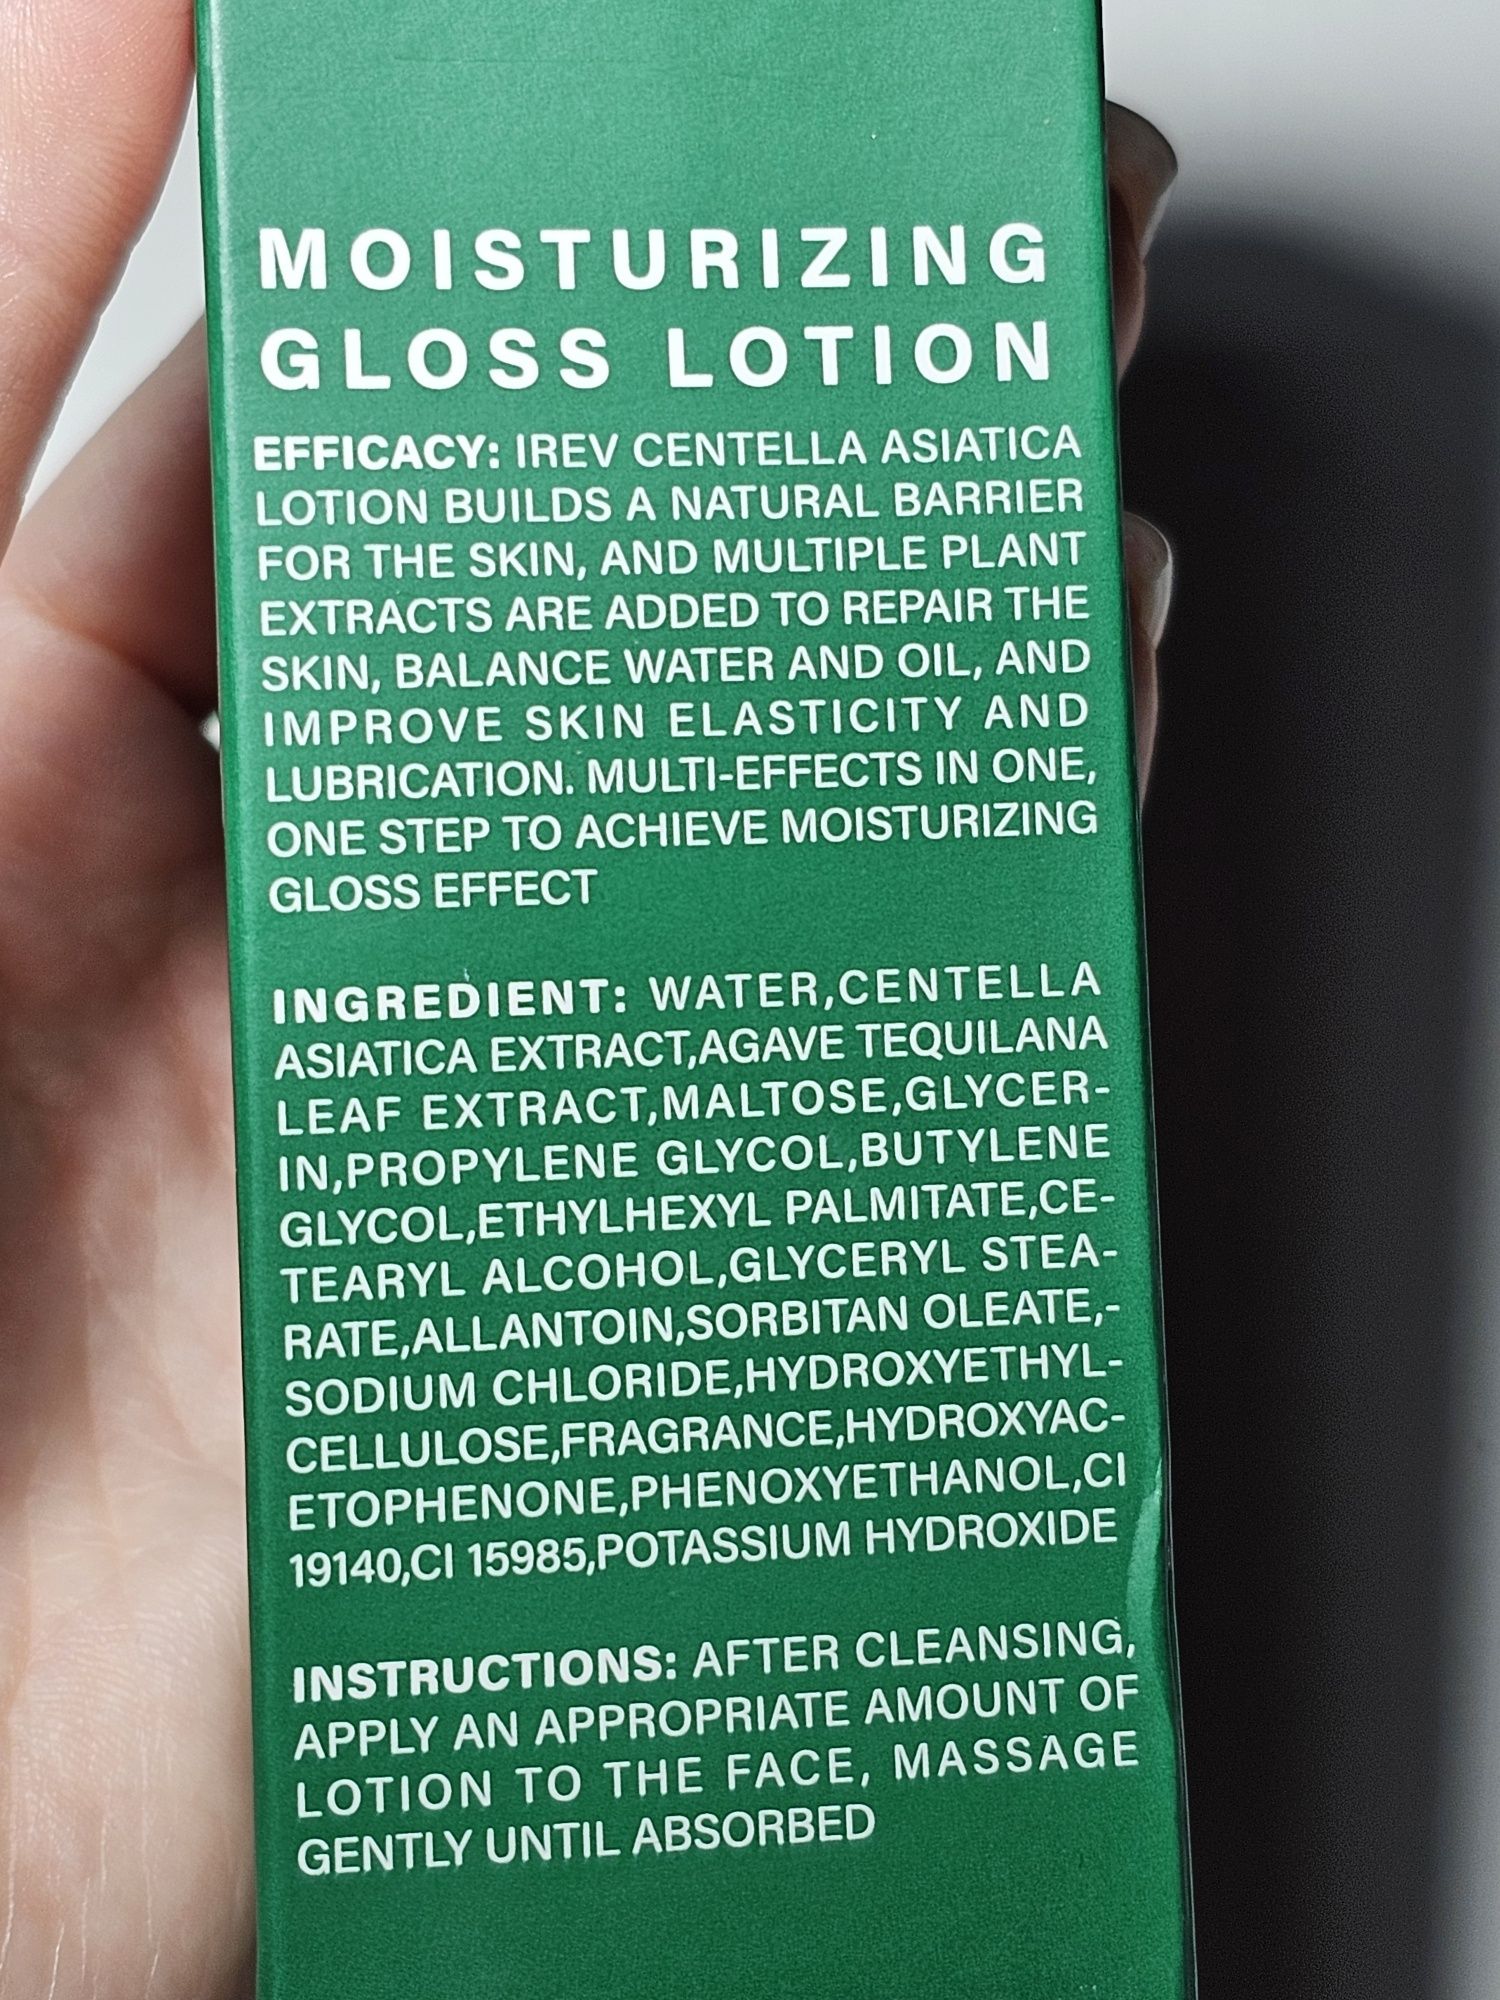 MOISTURIZING
GLOSS LOTION
EFFICACY: IREV CENTELLA ASIATICA
LOTION BUILDS A NATURAL BARRIER
FOR THE SKIN, AND MULTIPLE PLANT
EXTRACTS ARE ADDED TO REPAIR THE
SKIN, BALANCE WATER AND OIL, AND
IMPROVE SKIN ELASTICITY AND
LUBRICATION. MULTI-EFFECTS IN ONE,
ONE STEP TO ACHIEVE MOISTURIZING
GLOSS EFFECT
INGREDIENT: WATER,CENTELLA
ASIATICA EXTRACT,AGAVE TEQUILANA
LEAF EXTRACT,MALTOSE,GLYCER-
IN,PROPYLENE GLYCOL,BUTYLENE
GLYCOL,ETHYLHEXYL PALMITATE,CE-
TEARYL ALCOHOL,GLYCERYL STEA-
RATE,ALLANTOIN,SORBITAN OLEATE,-
SODIUM CHLORIDE,HYDROXYETHYL-
CELLULOSE,FRAGRANCE,HYDROXYAC-
ETOPHENONE,PHENOXYETHANOL,CI
19140,CI 15985,POTASSIUM HYDROXIDE
INSTRUCTIONS: AFTER CLEANSING,
APPLY AN APPROPRIATE AMOUNT OF
LOTION TO THE FACE, MASSAGE
GENTLY UNTIL ABSORBED